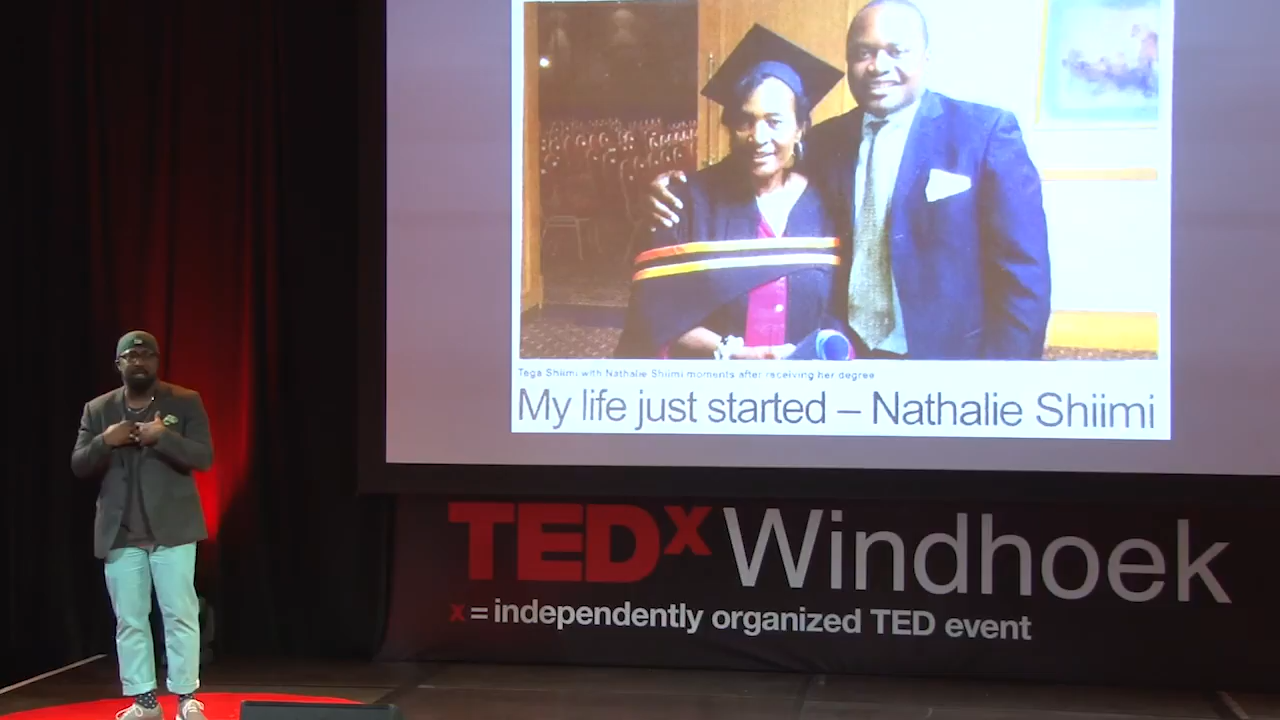 Tega Shiimi with Nathalie Shiimi moments after receiving her degree
My life just started – Nathalie Shiimi
TEDx Windhoek
x = independently organized TED event